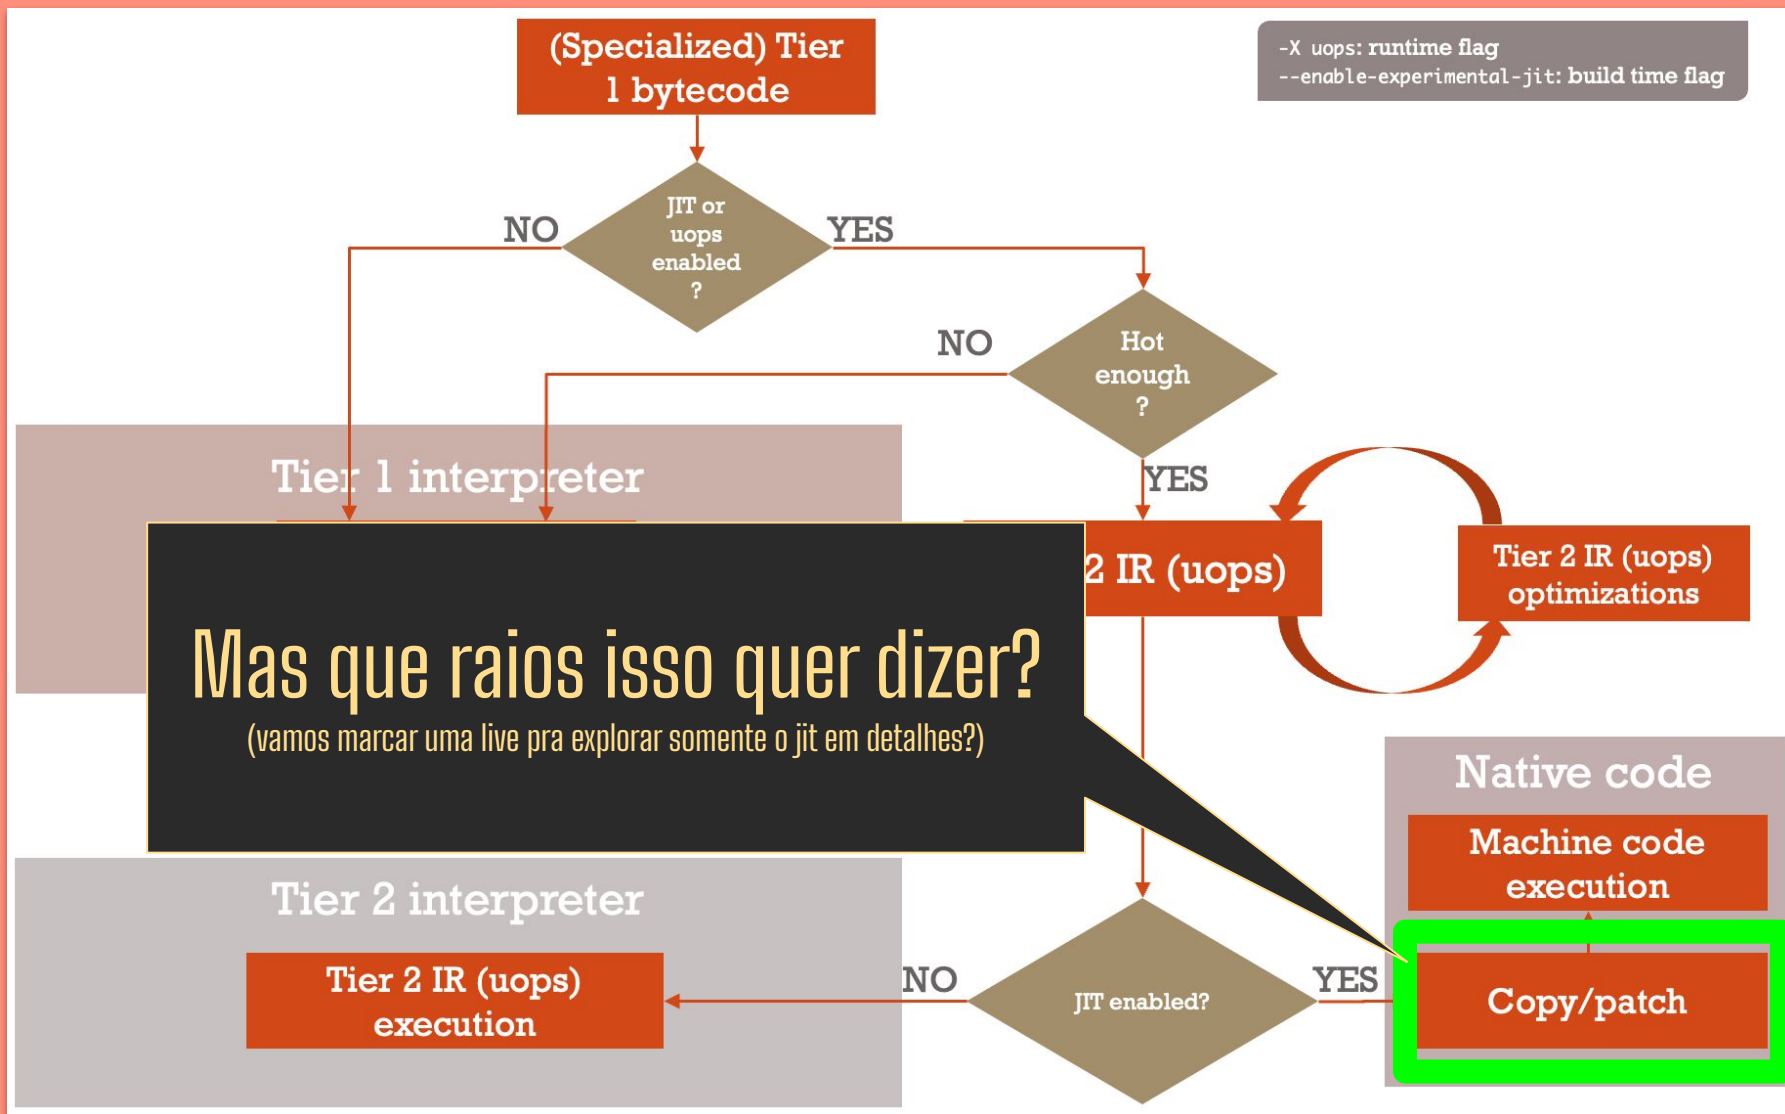 (Specialized) Tier
1 bytecode
-X uops: runtime flag
--enable-experimental-jit: build time flag
JIT or
uops
enabled
?
NO
YES
Hot
enough
?
NO
YES
Tier 1 interpreter
2 IR (uops)
Tier 2 IR (uops)
optimizations
Mas que raios isso quer dizer?
(vamos marcar uma live pra explorar somente o jit em detalhes?)
Native code
Machine code
execution
Tier 2 interpreter
Tier 2 IR (uops)
execution
NO
JIT enabled?
YES
Copy/patch